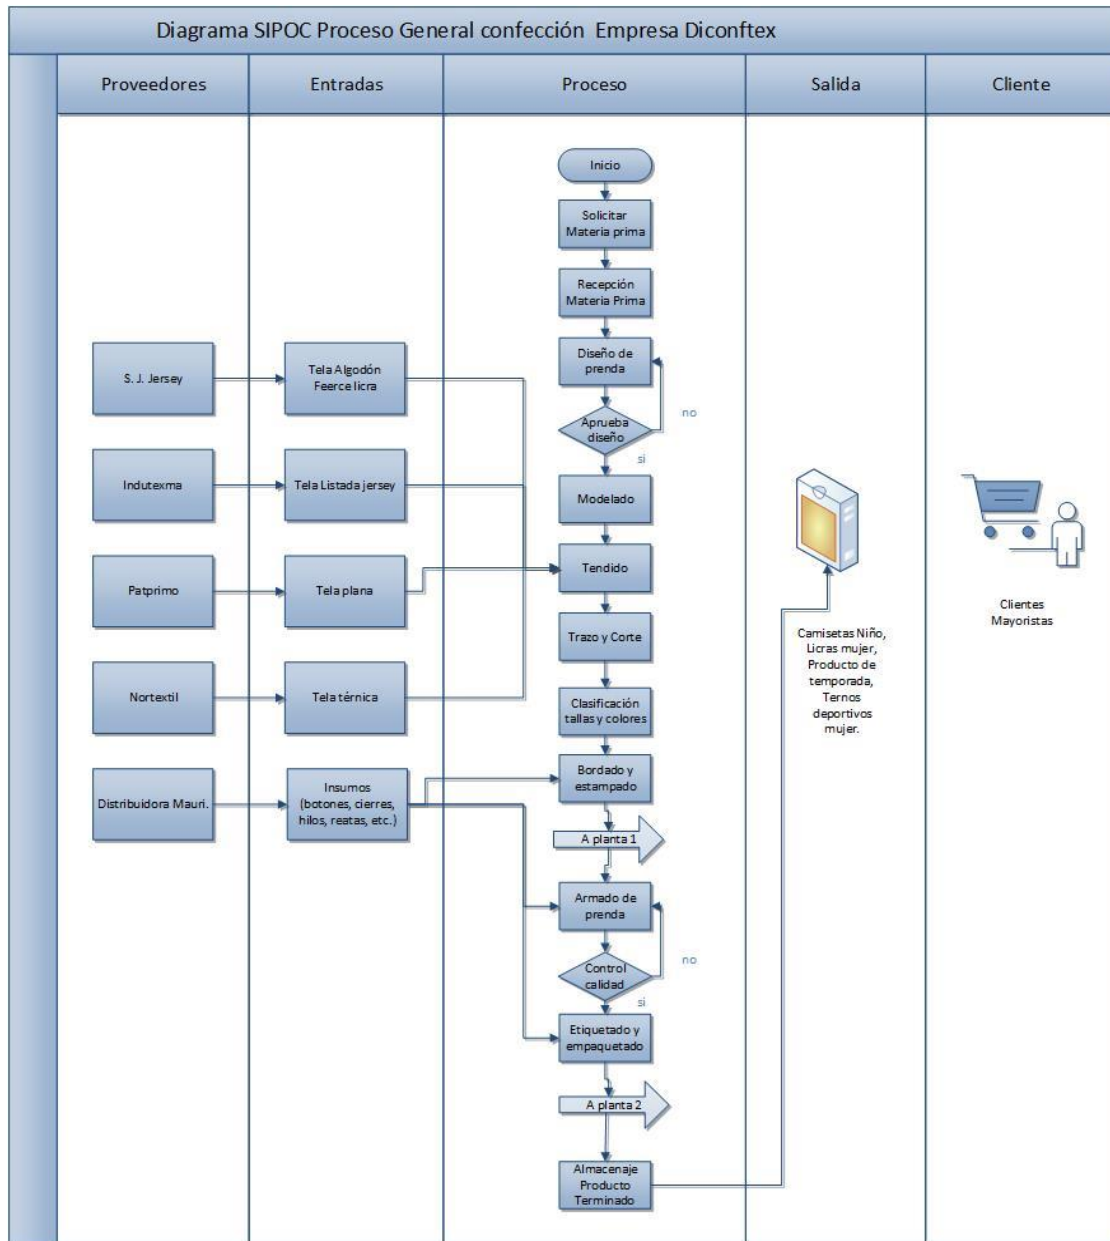 Diagrama SIPOC Proceso General confección Empresa Diconftex
Proveedores
Entradas
Proceso
Salida
Cliente
Inicio
Solicitar
Materia prima
Recepción
Materia Prima
S. J. Jersey
Tela Algodón
Feerce licra
Diseño de
prenda
no
Aprueba
diseño
si
Indutexma
Tela Listada jersey
Modelado
Patprimo
Tela plana
Tendido
Clientes
Mayoristas
Trazo y Corte
Camisetas Niño,
Licras mujer,
Producto de
temporada,
Ternos
deportivos
mujer.
Nortextil
Tela térnica
Clasificación
tallas y colores
Bordado y
estampado
Distribuidora Mauri.
Insumos
(botones, cierres,
hilos, reatas, etc.)
A planta 1
Armado de
prenda
no
Control
calidad
si
Etiquetado y
empaquetado
A planta 2
Almacenaje
Producto
Terminado